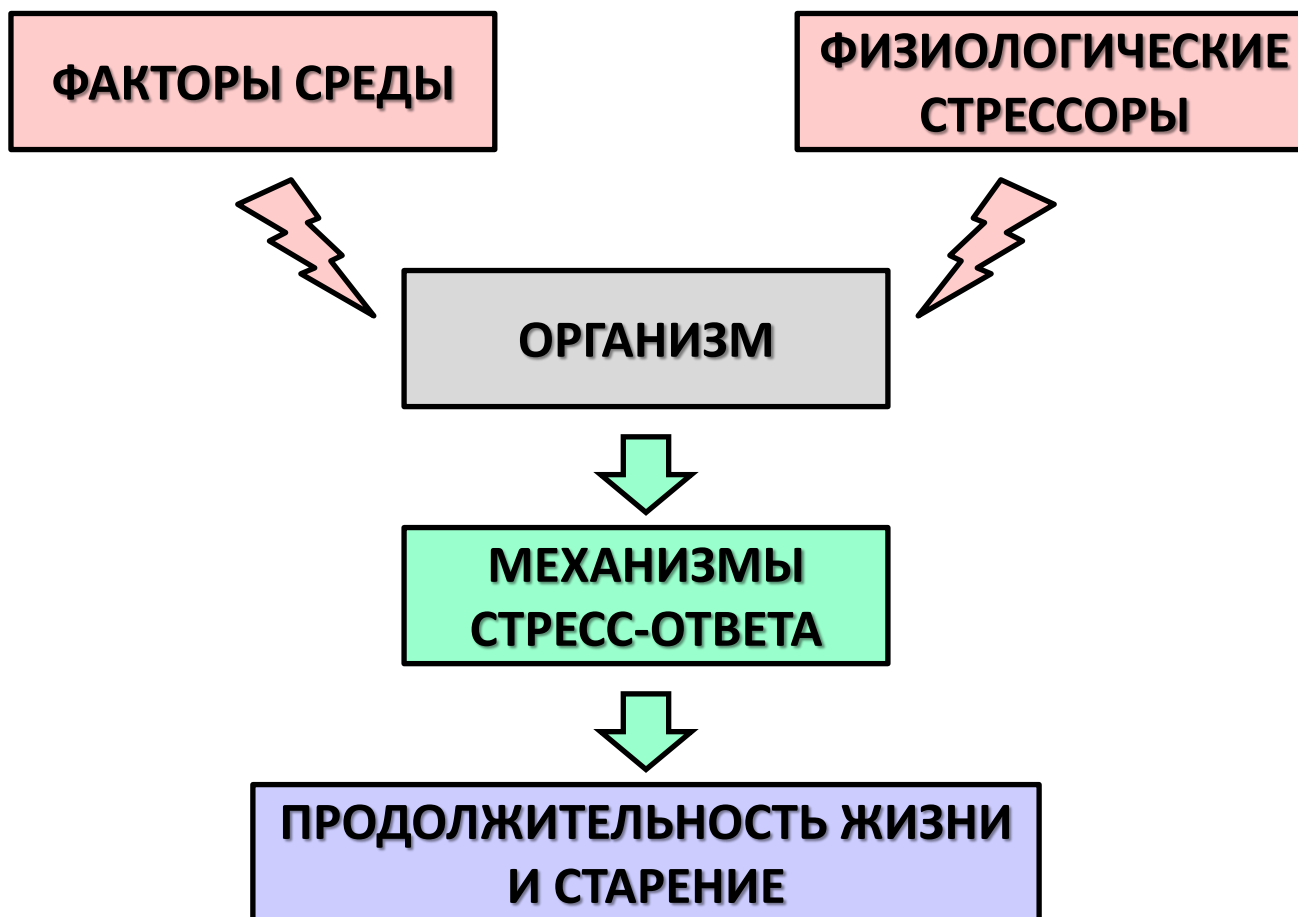 ФАКТОРЫ СРЕДЫ
ФИЗИОЛОГИЧЕСКИЕ
СТРЕССОРЫ
ОРГАНИЗМ
МЕХАНИЗМЫ
СТРЕСС-ОТВЕТА
ПРОДОЛЖИТЕЛЬНОСТЬ ЖИЗНИ
И СТАРЕНИЕ